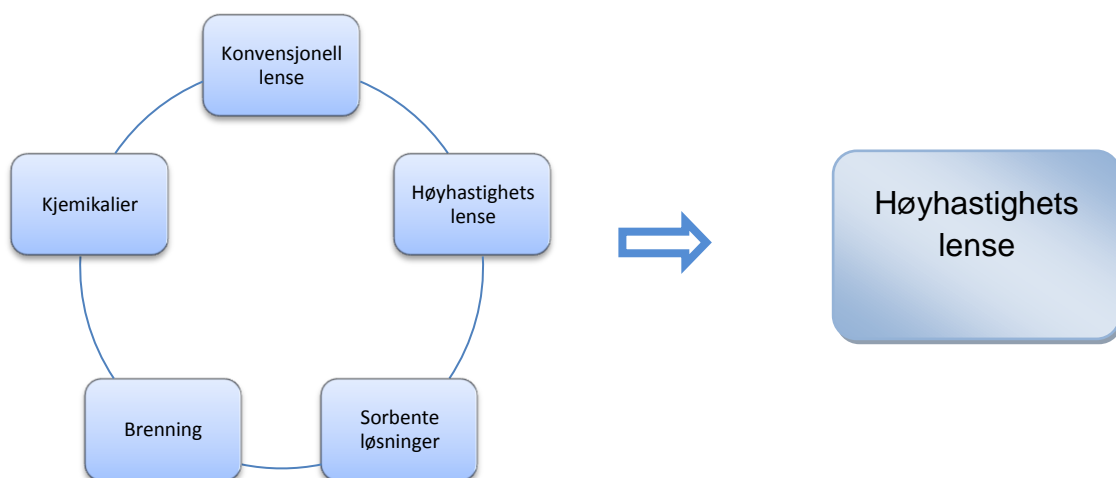 Konvensjonell
lense
Høyhastighets
lense
Sorbente
løsninger
Brenning
Kjemikalier
Høyhastighets
lense